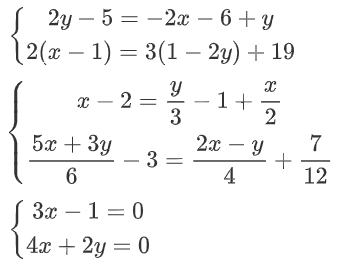 2y − 5 = −2x − 6 + y
2(x − 1) = 3(1 − 2y) + 19
x − 2 = y/3 − 1 + x/2
(5x + 3y)/6 − 3 = (2x − y)/4 + 7/12
3x − 1 = 0
4x + 2y = 0